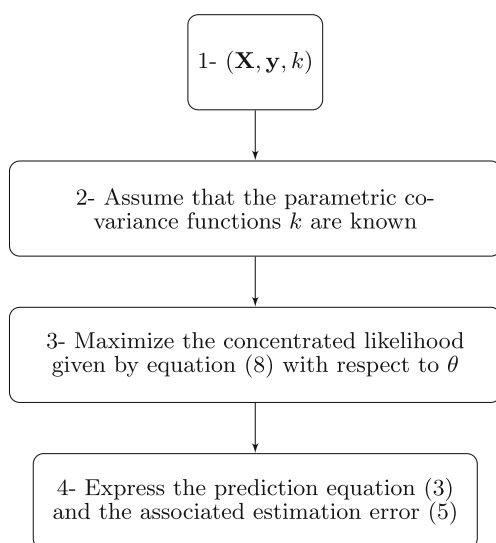 1- (𝐗, 𝐲, k)
2- Assume that the parametric co-
variance functions k are known
3- Maximize the concentrated likelihood
given by equation (8) with respect to θ
4- Express the prediction equation (3)
and the associated estimation error (5)